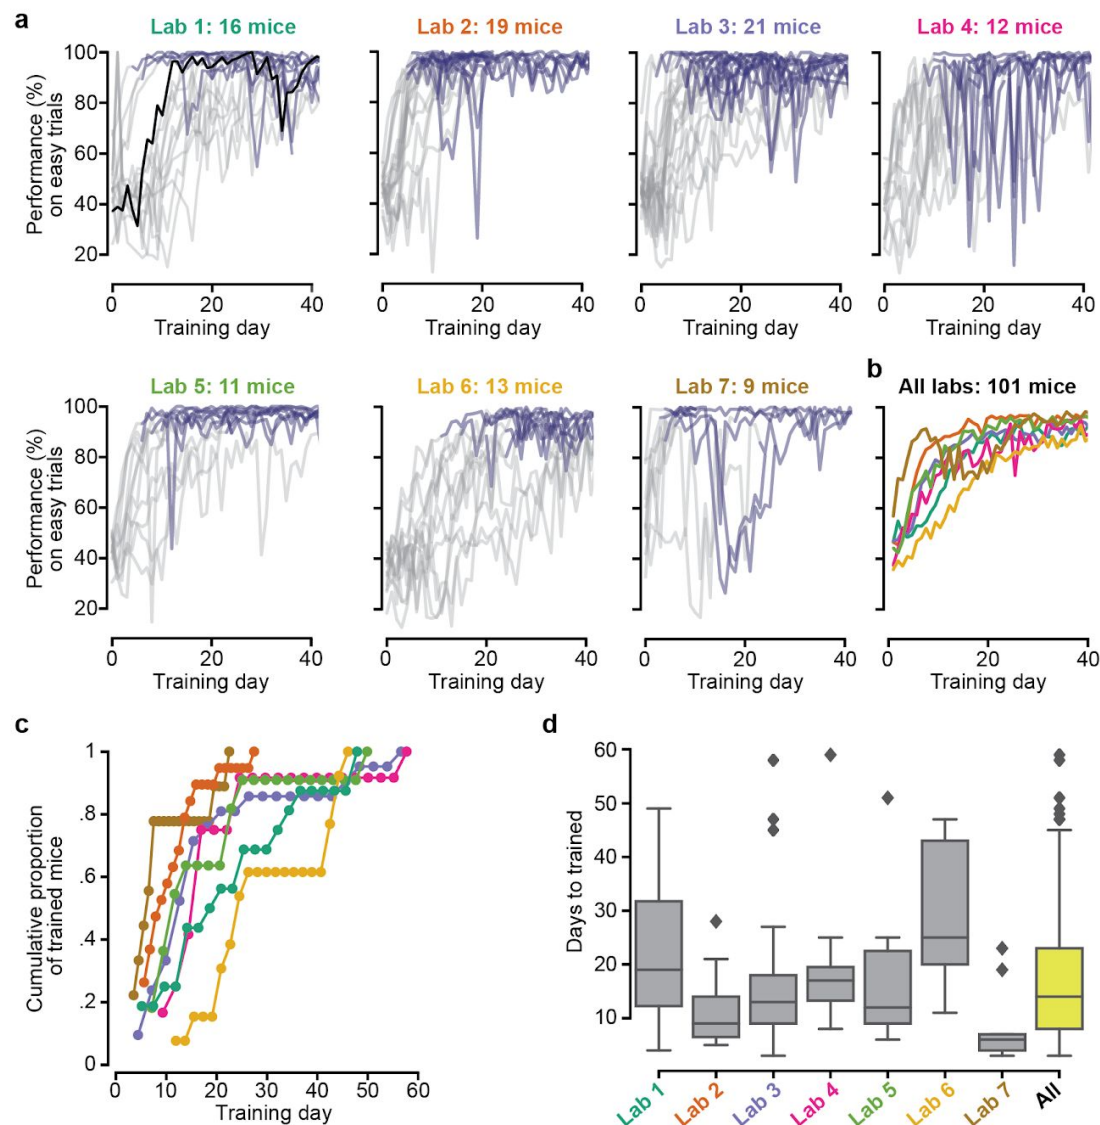 a
Lab 1: 16 mice
Lab 2: 19 mice
Lab 3: 21 mice
Lab 4: 12 mice
Performance (%)
on easy trials
100
80
60
40
20
0 20 40
Training day
0 20 40
Training day
0 20 40
Training day
0 20 40
Training day
Lab 5: 11 mice
Lab 6: 13 mice
Lab 7: 9 mice
b
All labs: 101 mice
Performance (%)
on easy trials
100
80
60
40
20
0 20 40
Training day
0 20 40
Training day
0 20 40
Training day
0 20 40
Training day
c
Cumulative proportion
of trained mice
1
.8
.6
.4
.2
0
0 10 20 30 40 50 60
Training day
d
Days to trained
60
50
40
30
20
10
Lab 1
Lab 2
Lab 3
Lab 4
Lab 5
Lab 6
Lab 7
All